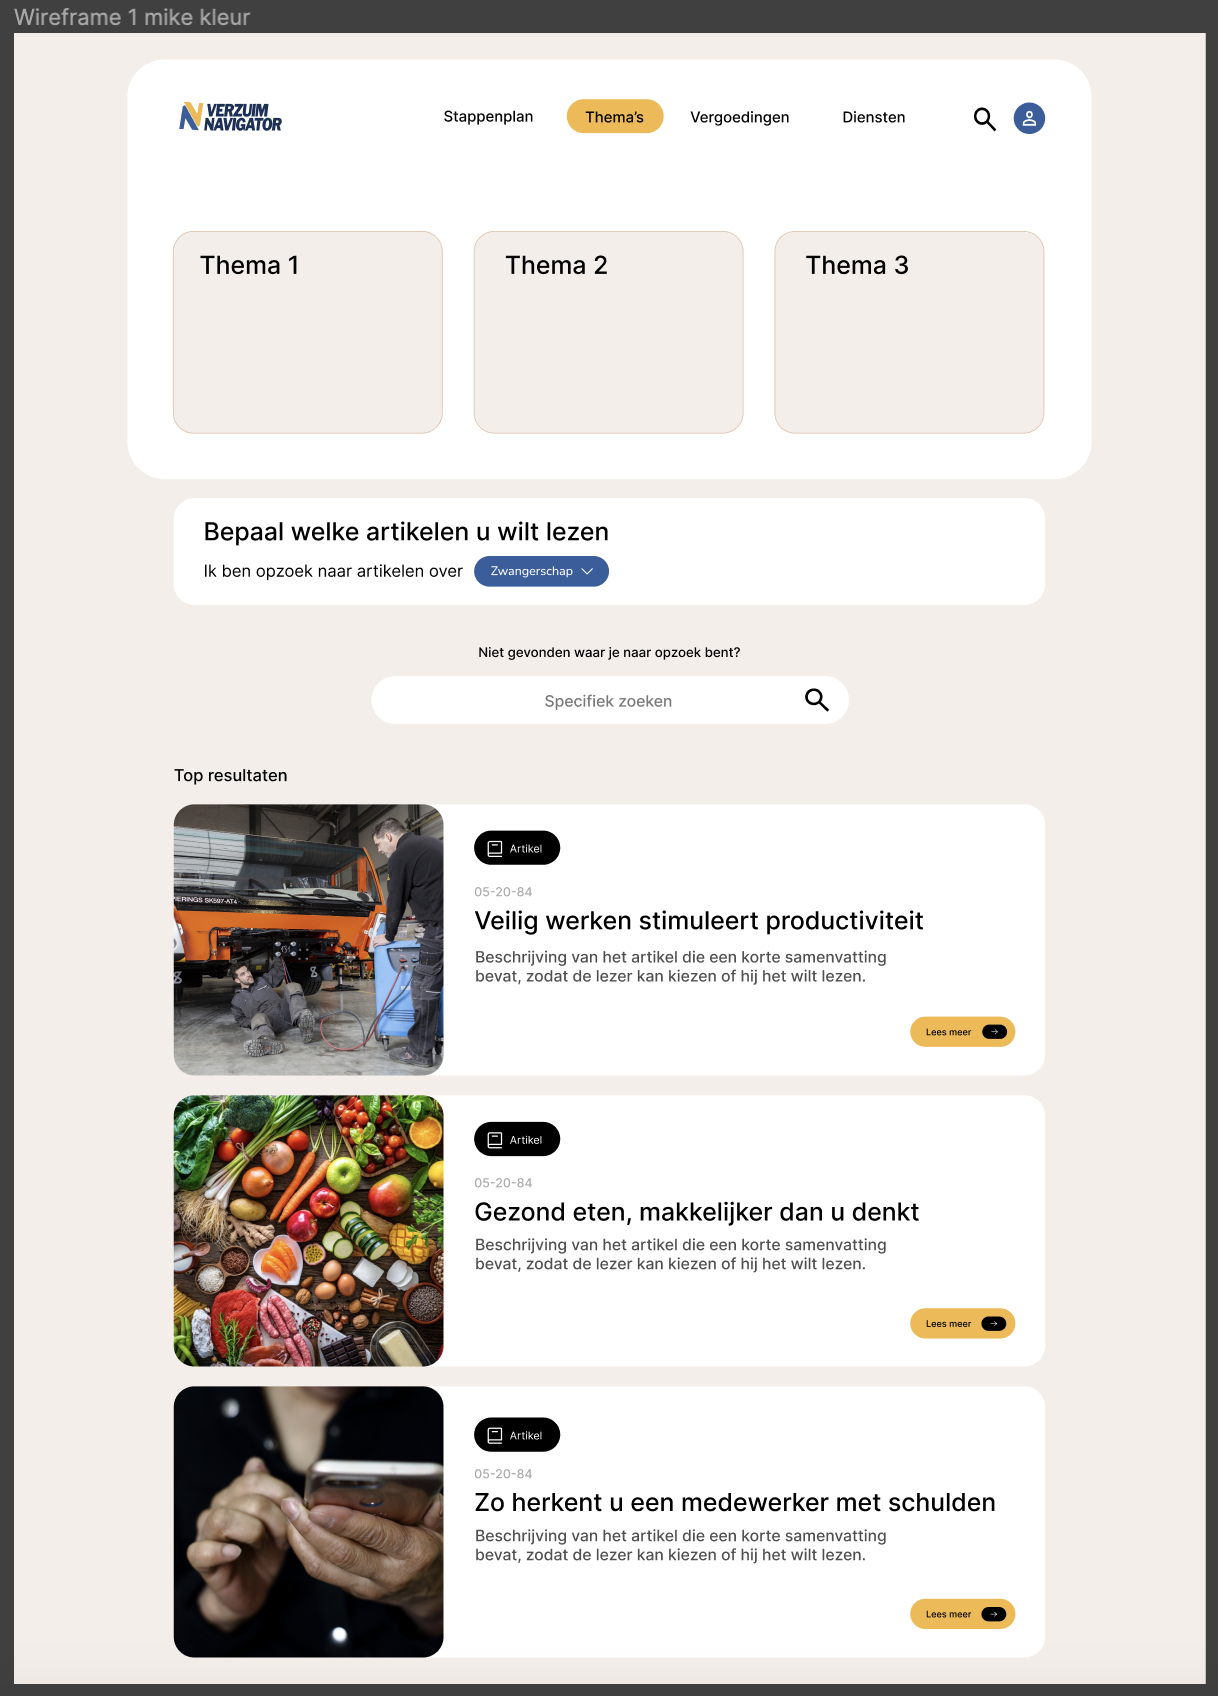 Wireframe 1 mike kleur
VERZUIM
NAVIGATOR
Stappenplan
Thema's
Vergoedingen
Diensten
Thema 1
Thema 2
Thema 3
Bepaal welke artikelen u wilt lezen
Ik ben opzoek naar artikelen over
Zwangerschap
Niet gevonden waar je naar opzoek bent?
Specifiek zoeken
Top resultaten
MERINGS SK597-AT4
Artikel
05-20-84
Veilig werken stimuleert productiviteit
Beschrijving van het artikel die een korte samenvatting
bevat, zodat de lezer kan kiezen of hij het wilt lezen.
Lees meer
Artikel
05-20-84
Gezond eten, makkelijker dan u denkt
Beschrijving van het artikel die een korte samenvatting
bevat, zodat de lezer kan kiezen of hij het wilt lezen.
Lees meer
Artikel
05-20-84
Zo herkent u een medewerker met schulden
Beschrijving van het artikel die een korte samenvatting
bevat, zodat de lezer kan kiezen of hij het wilt lezen.
Lees meer